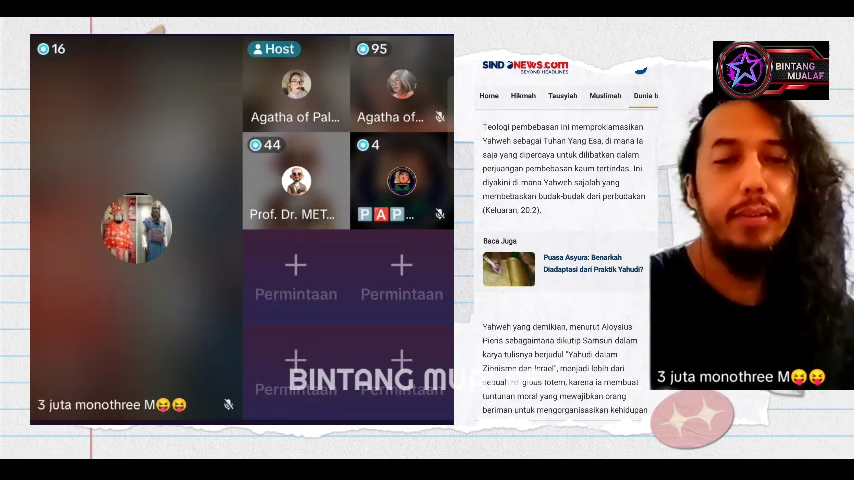 16
Host
95
Agatha of Pal...
Agatha of...
44
4
Prof. Dr. MET...
PAP...
Permintaan
Permintaan
Permintaan
3 juta monothree M😝😝
BINTANG MU
SINDONEWS.COM
BEYOND HEADLINES
Home Hikmah Tausyiah Muslimah Dunia I
Teologi pembebasan ini memproklamasikan
Yahweh sebagai Tuhan Yang Esa, di mana Ia
saja yang dipercaya untuk dilibatkan dalam
perjuangan pembebasan kaum tertindas. Ini
diyakini di mana Yahweh sajalah yang
membebaskan budak-budak dari perbudakan
(Keluaran, 20:2).
Baca Juga
Puasa Asyura: Benarkah
Diadaptasi dari Praktik Yahudi?
Yahweh yang demikian, menurut Aloysius
Pieris sebagaimana dikutip Samsuri dalam
karya tulisnya berjudul "Yahudi dalam
Zionisme dan Israel", menjadi lebih dari
sebuah religious totem, karena ia membuat
tuntunan moral yang mewajibkan orang
beriman untuk mengorganisasikan kehidupan
BINTANG
MUALAF
3 juta monothree M😝😝